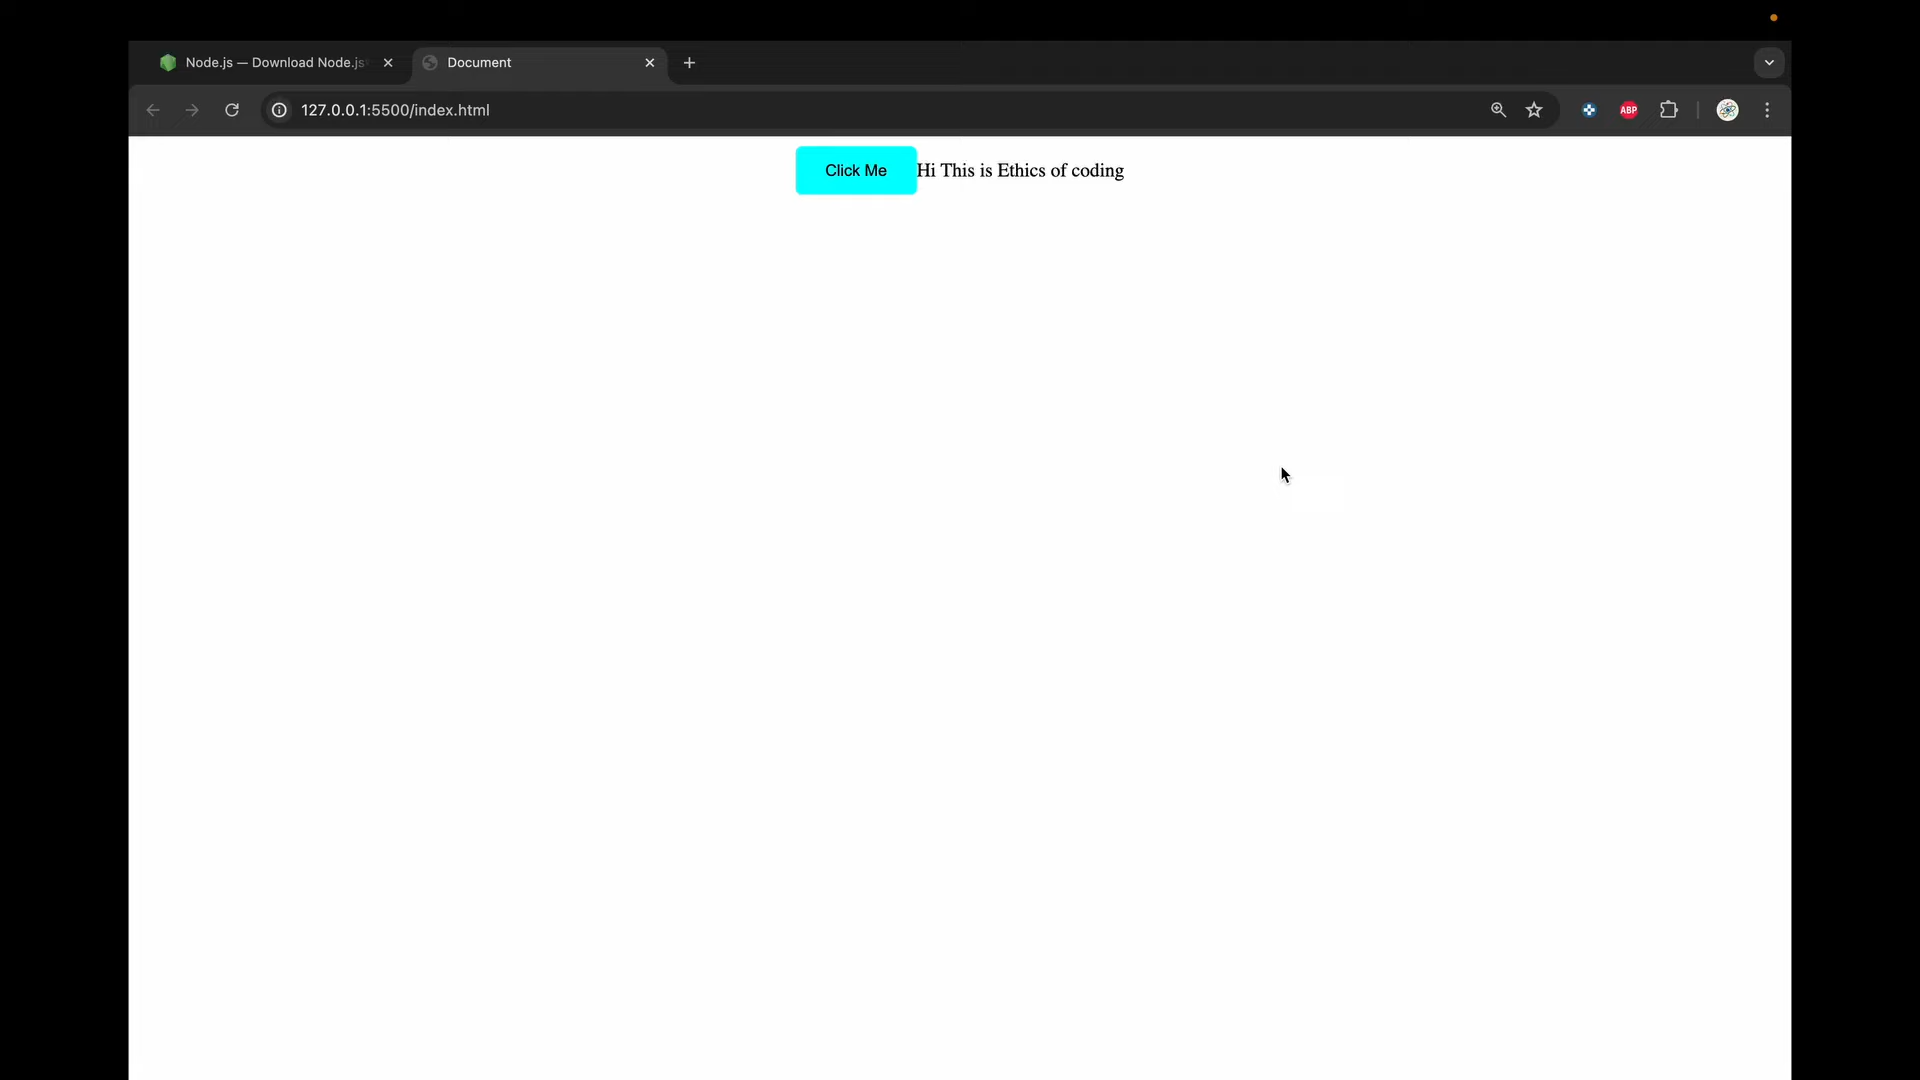 Node.js — Download Node.js
Document
127.0.0.1:5500/index.html
ABP
Click Me
Hi This is Ethics of coding